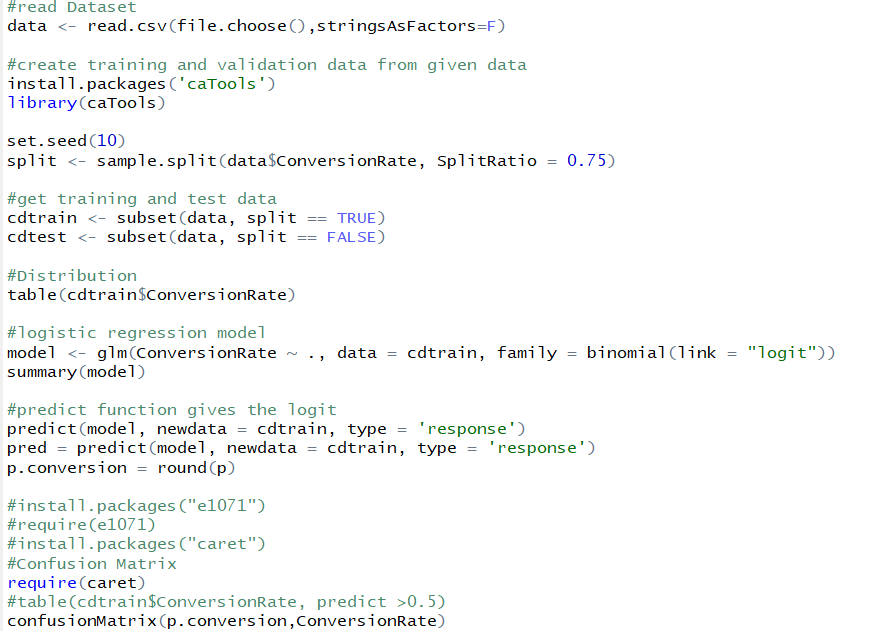 #read Dataset
data <- read.csv(file.choose(),stringsAsFactors=F)
#create training and validation data from given data
install.packages('caTools')
library(caTools)
set.seed(10)
split <- sample.split(data$ConversionRate, SplitRatio = 0.75)
#get training and test data
cdtrain <- subset(data, split == TRUE)
cdtest <- subset(data, split == FALSE)
#Distribution
table(cdtrain$ConversionRate)
#logistic regression model
model <- glm(ConversionRate ~ ., data = cdtrain, family = binomial(link = "logit"))
summary(model)
#predict function gives the logit
predict(model, newdata = cdtrain, type = 'response')
pred = predict(model, newdata = cdtrain, type = 'response')
p.conversion = round(p)
#install.packages("e1071")
#require(e1071)
#install.packages("caret")
#Confusion Matrix
require(caret)
#table(cdtrain$ConversionRate, predict >0.5)
confusionMatrix(p.conversion,ConversionRate)